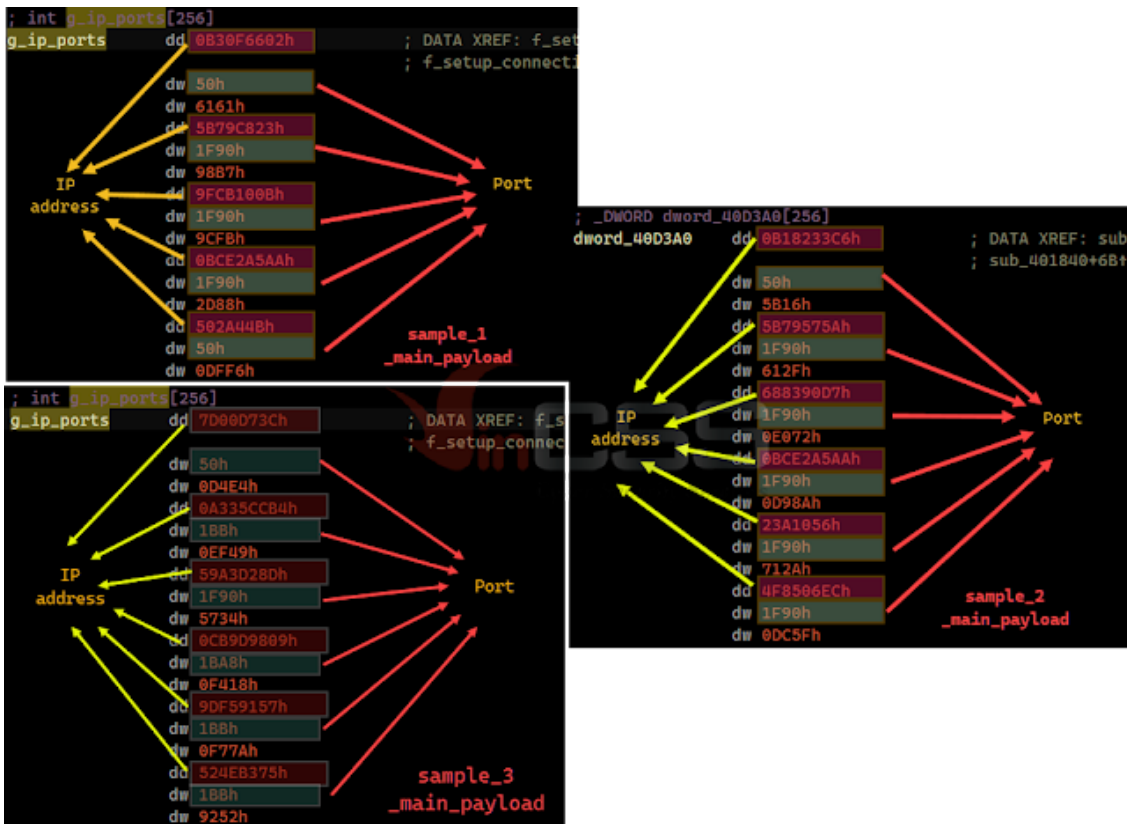 ; int g_ip_ports[256]
g_ip_ports dd 0B30F6602h ; DATA XREF: f_set
; f_setup_connecti
dw 50h
dw 6161h
dd 5B79C823h
dw 1F90h
dw 98B7h
dd 9FCB100Bh
dw 1F90h
dw 9CFBh
dd 0BCE2A5AAh
dw 1F90h
dw 2D88h
dd 502A44Bh
dw 50h
dw 0DFF6h
IP
address
Port
sample_1
_main_payload
; _DWORD dword_40D3A0[256]
dword_40D3A0 dd 0B18233C6h ; DATA XREF: sub
; sub_401840+6B↑
dw 50h
dw 5B16h
dd 5B79575Ah
dw 1F90h
dw 612Fh
dd 688390D7h
dw 1F90h
dw 0E072h
dd 0BCE2A5AAh
dw 1F90h
dw 0D98Ah
dd 23A1056h
dw 1F90h
dw 712Ah
dd 4F8506ECh
dw 1F90h
dw 0DC5Fh
IP
address
Port
sample_2
_main_payload
; int g_ip_ports[256]
g_ip_ports dd 7D00D73Ch ; DATA XREF: f_s
; f_setup_connec
dw 50h
dw 0D4E4h
dd 0A335CCB4h
dw 1BBh
dw 0EF49h
dd 59A3D28Dh
dw 1F90h
dw 5734h
dd 0CB9D9809h
dw 1BA8h
dw 0F418h
dd 9DF59157h
dw 1BBh
dw 0F77Ah
dd 524EB375h
dw 1BBh
dw 9252h
IP
address
Port
sample_3
_main_payload
VinCSS